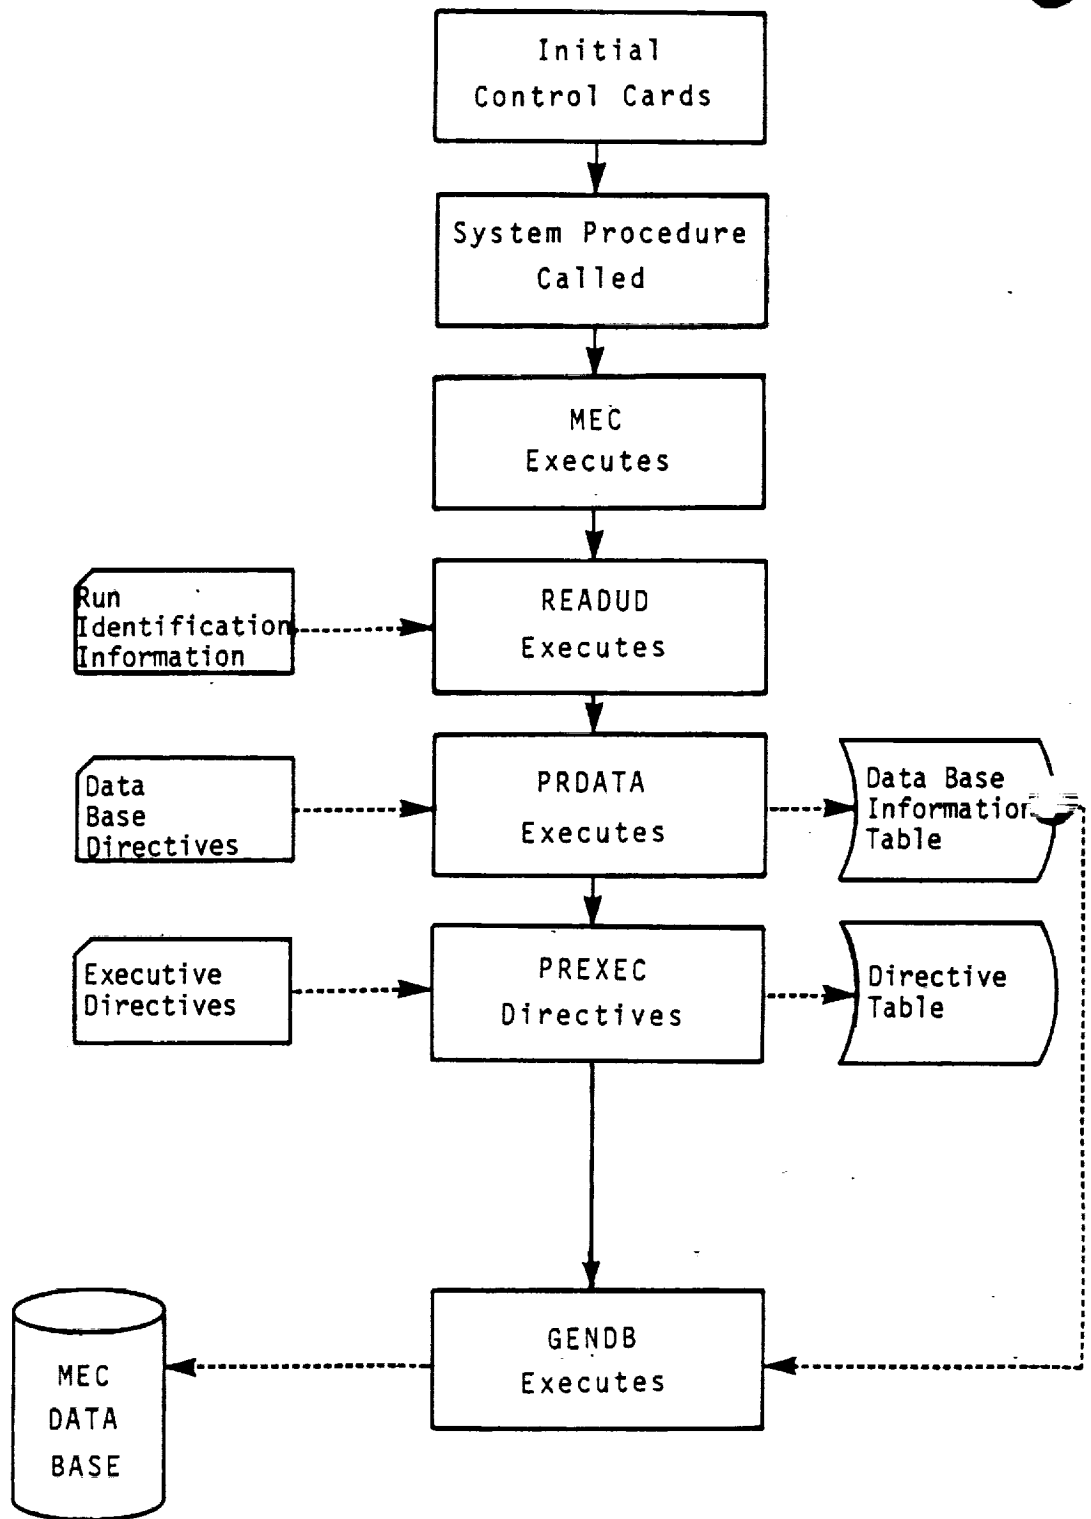 Initial
Control Cards
System Procedure
Called
MEC
Executes
Run
Identification
Information
READUD
Executes
Data
Base
Directives
PRDATA
Executes
Data Base
Information
Table
Executive
Directives
PREXEC
Directives
Directive
Table
GENDB
Executes
MEC
DATA
BASE